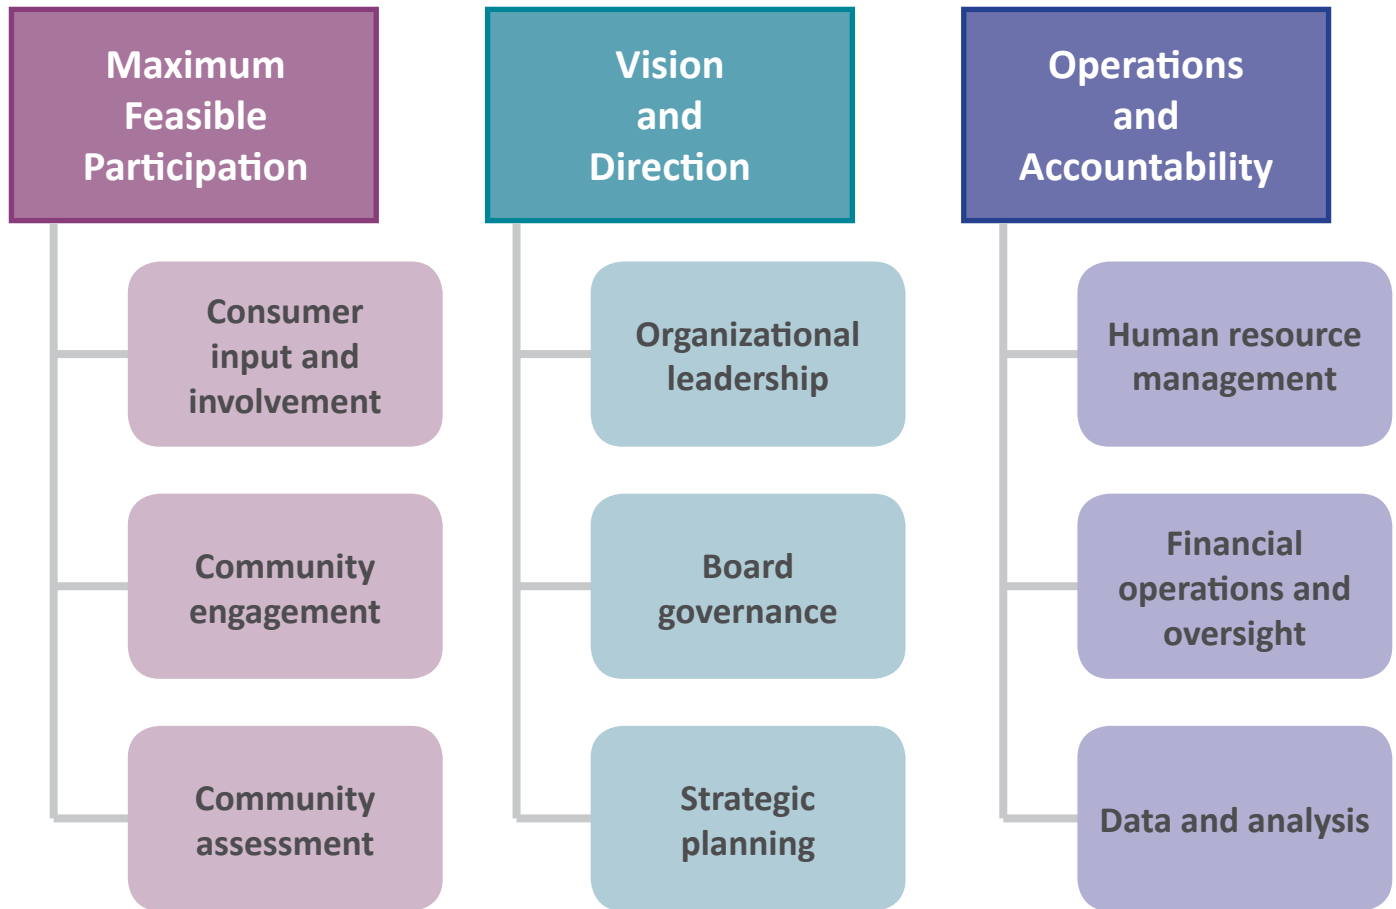 Maximum
Feasible
Participation
Consumer
input and
involvement
Community
engagement
Community
assessment
Vision
and
Direction
Organizational
leadership
Board
governance
Strategic
planning
Operations
and
Accountability
Human resource
management
Financial
operations and
oversight
Data and analysis